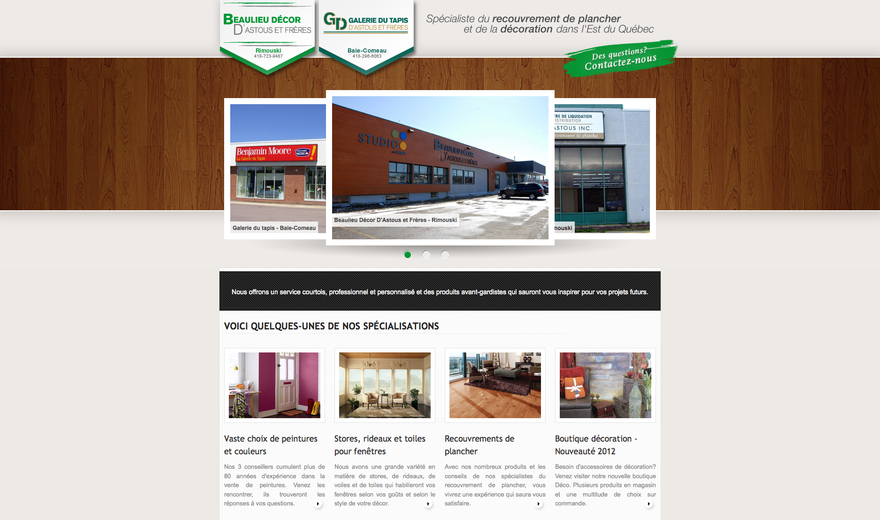 BEAULIEU DÉCOR
D'ASTOUS ET FRÈRES
Rimouski
418-723-9487
GD GALERIE DU TAPIS
D'ASTOUS ET FRÈRES
Baie-Comeau
418-296-6063
Spécialiste du recouvrement de plancher
et de la décoration dans l'Est du Québec
Des questions?
Contactez-nous
Benjamin Moore
La Galerie du Tapis
Galerie du tapis - Baie-Comeau
STUDIO
BEAULIEU DÉCOR
D'ASTOUS ET FRÈRES
Beaulieu Décor D'Astous et Frères - Rimouski
RE DE LIQUIDATION
ASTOUS INC.
nouski
Nous offrons un service courtois, professionnel et personnalisé et des produits avant-gardistes qui sauront vous inspirer pour vos projets futurs.
VOICI QUELQUES-UNES DE NOS SPÉCIALISATIONS
Vaste choix de peintures
et couleurs
Nos 3 conseillers cumulent plus de
80 années d'expérience dans la
vente de peintures. Venez les
rencontrer, ils trouveront les
réponses à vos questions.
Stores, rideaux et toiles
pour fenêtres
Nous avons une grande variété en
matière de stores, de rideaux, de
voiles et de toiles qui habilleront vos
fenêtres selon vos goûts et selon le
style de votre décor.
Recouvrements de
plancher
Avec nos nombreux produits et les
conseils de nos spécialistes du
recouvrement de plancher, vous
vivrez une expérience qui saura vous
satisfaire.
Boutique décoration -
Nouveauté 2012
Besoin d'accessoires de décoration?
Venez visiter notre nouvelle boutique
Déco. Plusieurs produits en magasin
et une multitude de choix sur
commande.